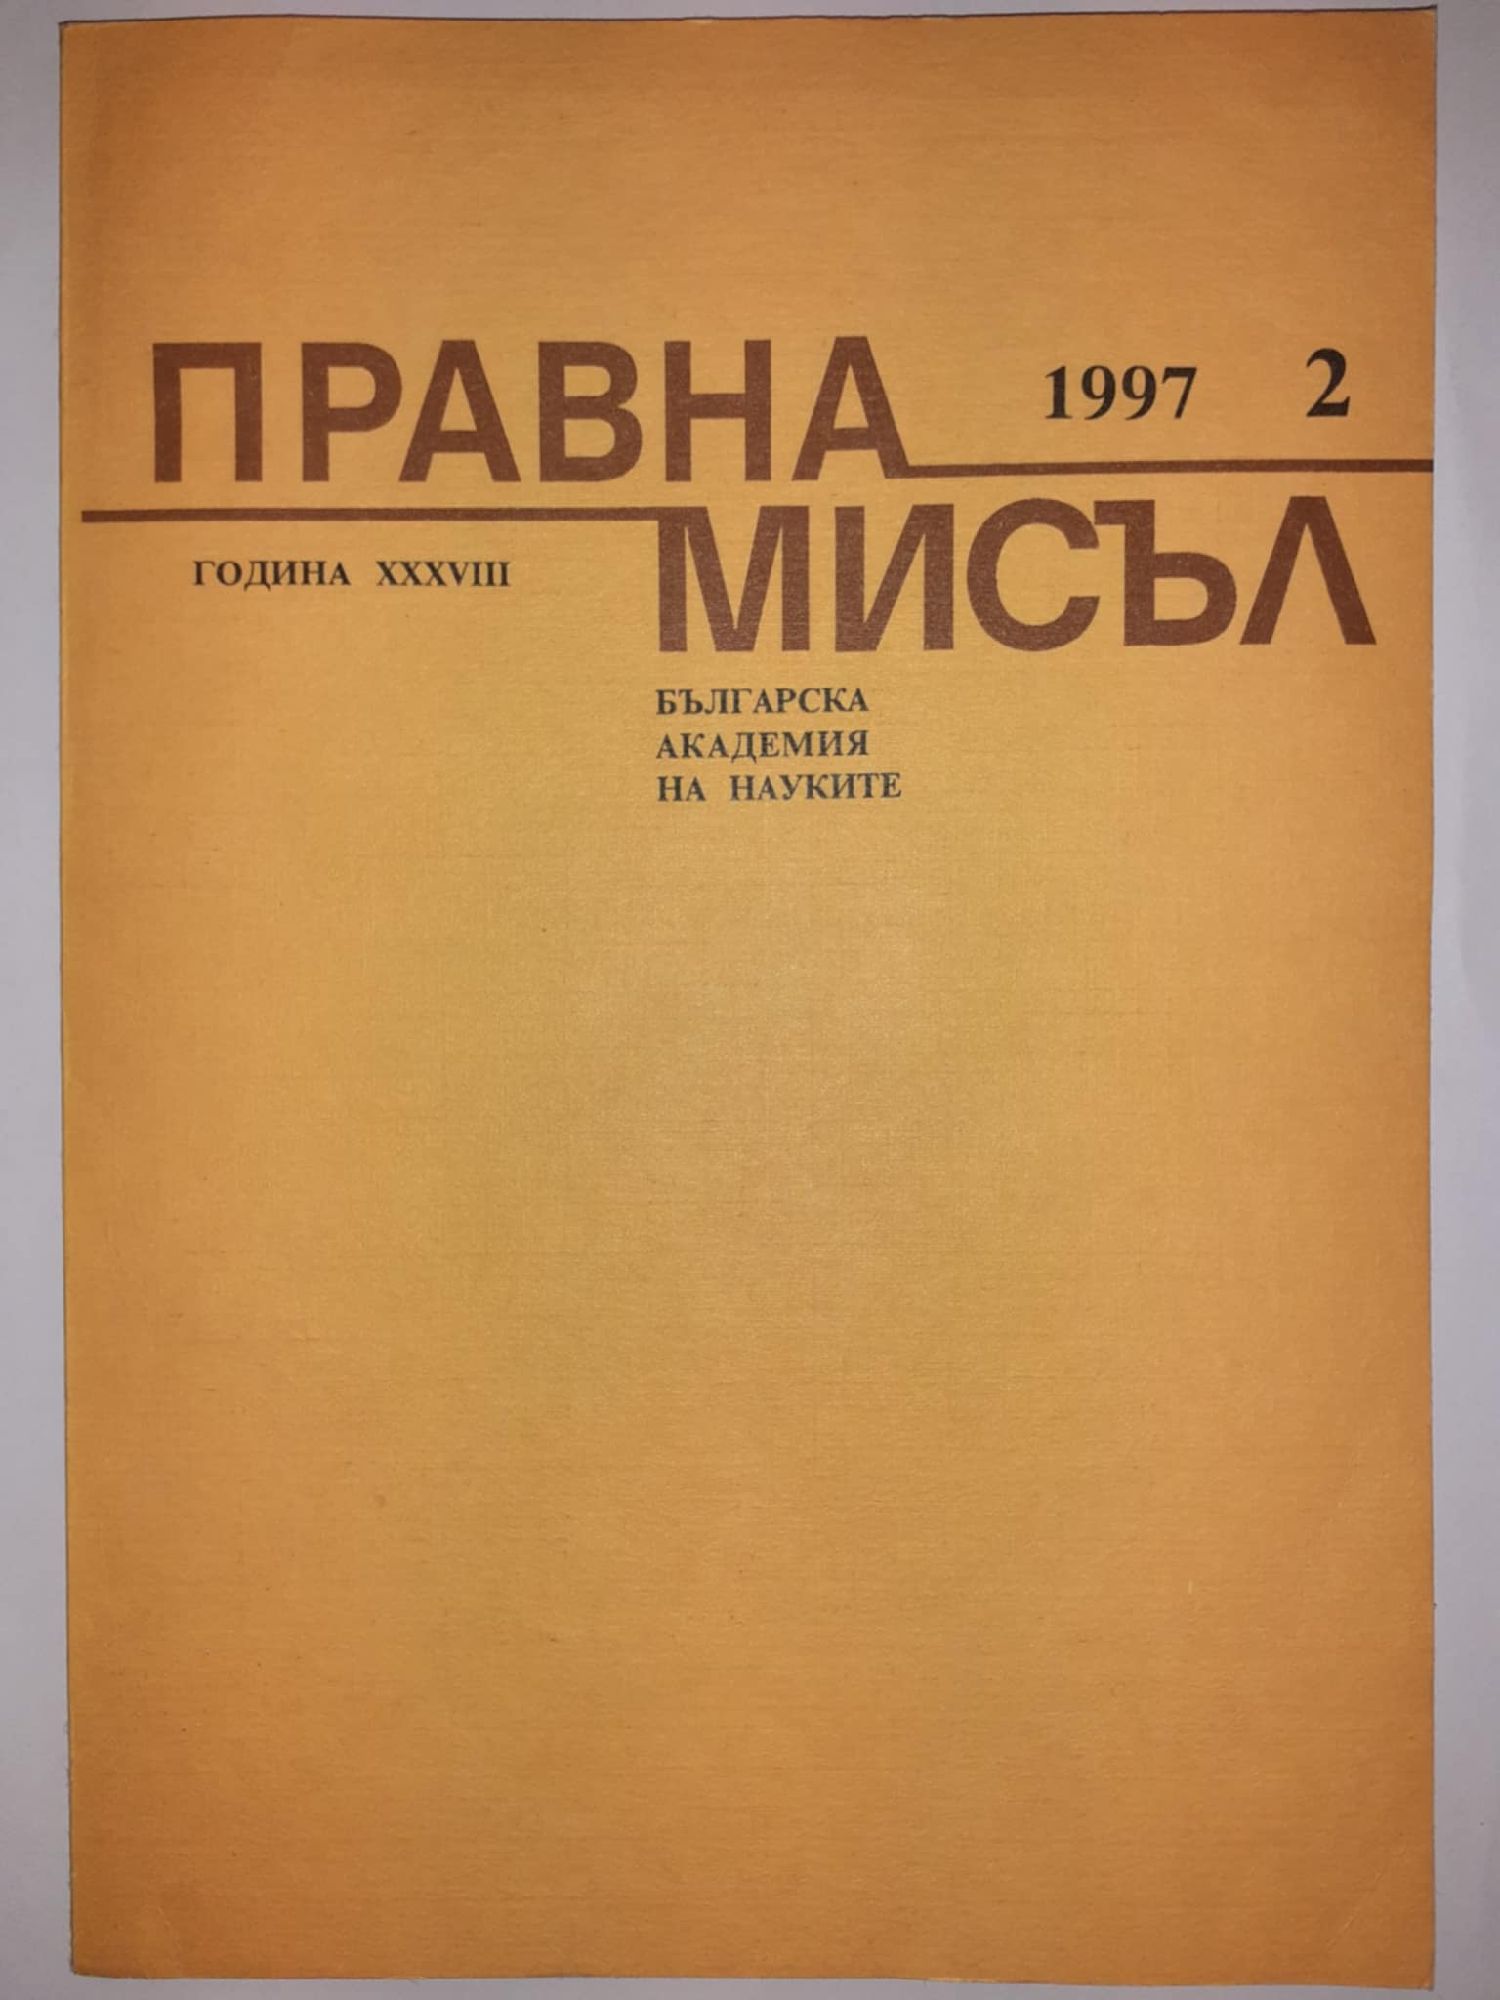 ПРАВНА 1997 2
МИСЪЛ
ГОДИНА XXXVIII
БЪЛГАРСКА
АКАДЕМИЯ
НА НАУКИТЕ